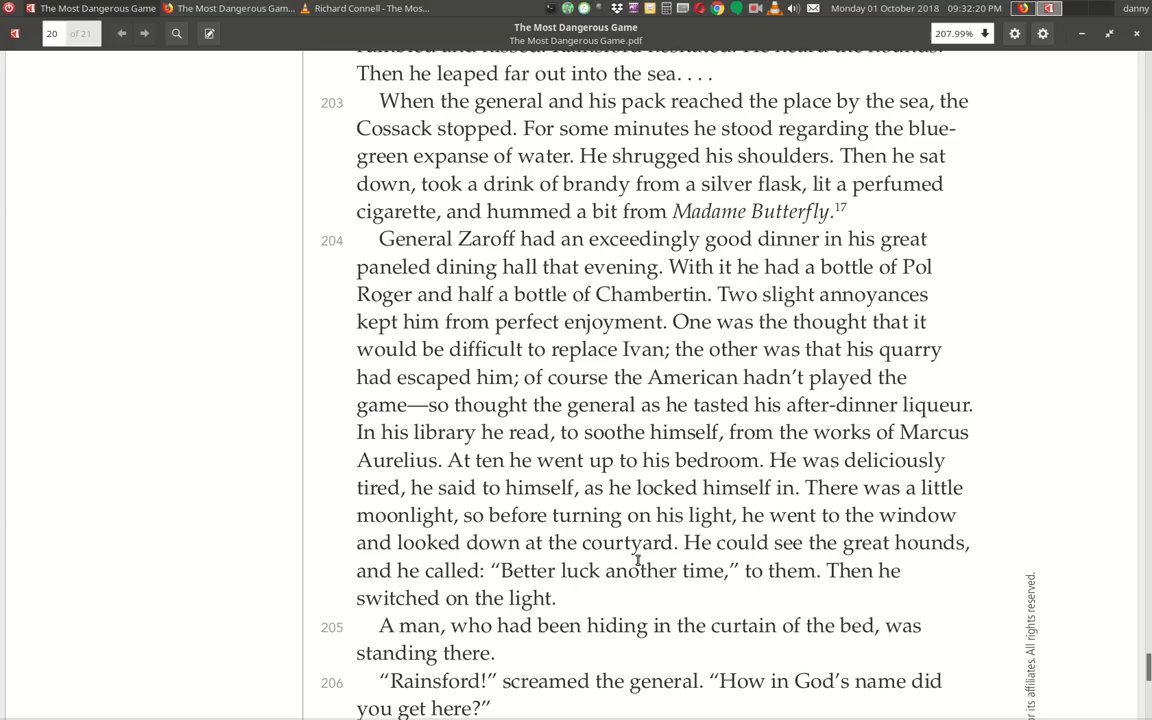 The Most Dangerous Game
The Most Dangerous Gam...
Richard Connell - The Mos...
Monday 01 October 2018
09:32:20 PM
danny
20 of 21
The Most Dangerous Game
The Most Dangerous Game.pdf
207.99%
Then he leaped far out into the sea. . . .
203 When the general and his pack reached the place by the sea, the
Cossack stopped. For some minutes he stood regarding the blue-
green expanse of water. He shrugged his shoulders. Then he sat
down, took a drink of brandy from a silver flask, lit a perfumed
cigarette, and hummed a bit from Madame Butterfly.17
204 General Zaroff had an exceedingly good dinner in his great
paneled dining hall that evening. With it he had a bottle of Pol
Roger and half a bottle of Chambertin. Two slight annoyances
kept him from perfect enjoyment. One was the thought that it
would be difficult to replace Ivan; the other was that his quarry
had escaped him; of course the American hadn’t played the
game—so thought the general as he tasted his after-dinner liqueur.
In his library he read, to soothe himself, from the works of Marcus
Aurelius. At ten he went up to his bedroom. He was deliciously
tired, he said to himself, as he locked himself in. There was a little
moonlight, so before turning on his light, he went to the window
and looked down at the courtyard. He could see the great hounds,
and he called: “Better luck another time,” to them. Then he
switched on the light.
205 A man, who had been hiding in the curtain of the bed, was
standing there.
206 “Rainsford!” screamed the general. “How in God’s name did
you get here?”
or its affiliates. All rights reserved.